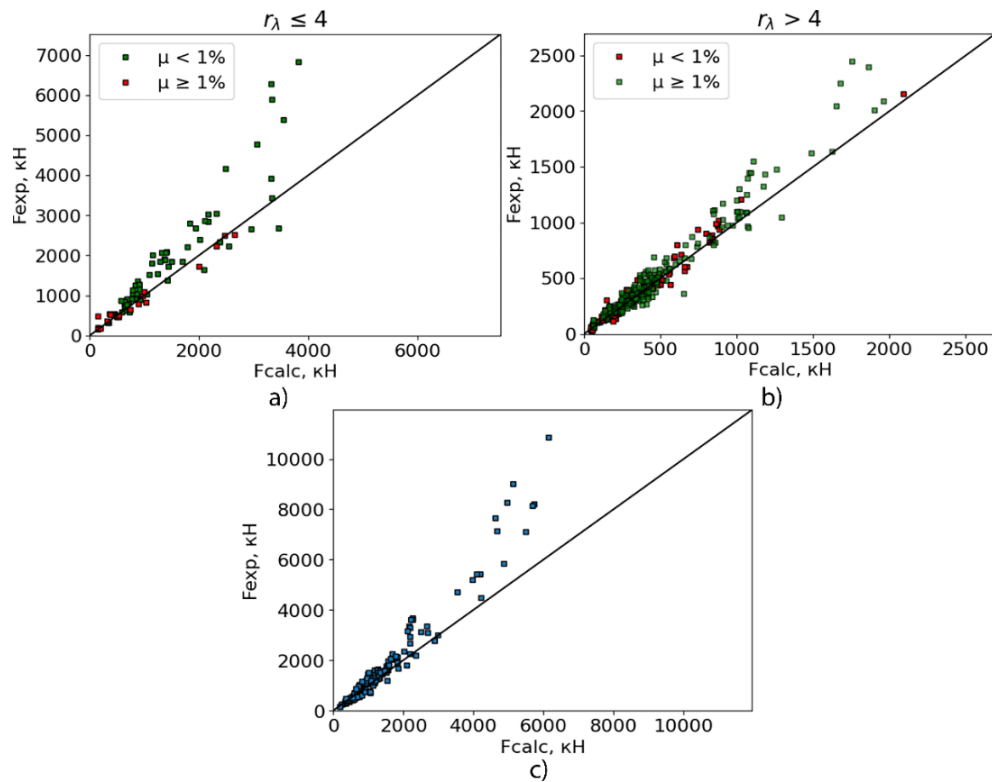 r_λ ≤ 4
7000
6000
5000
4000
3000
2000
1000
0
Fexp, кН
μ < 1%
μ ≥ 1%
0 2000 4000 6000
Fcalc, кН
a)
r_λ > 4
2500
2000
1500
1000
500
0
Fexp, кН
μ < 1%
μ ≥ 1%
0 500 1000 1500 2000 2500
Fcalc, кН
b)
10000
8000
6000
4000
2000
0
Fexp, кН
0 2000 4000 6000 8000 10000
Fcalc, кН
c)